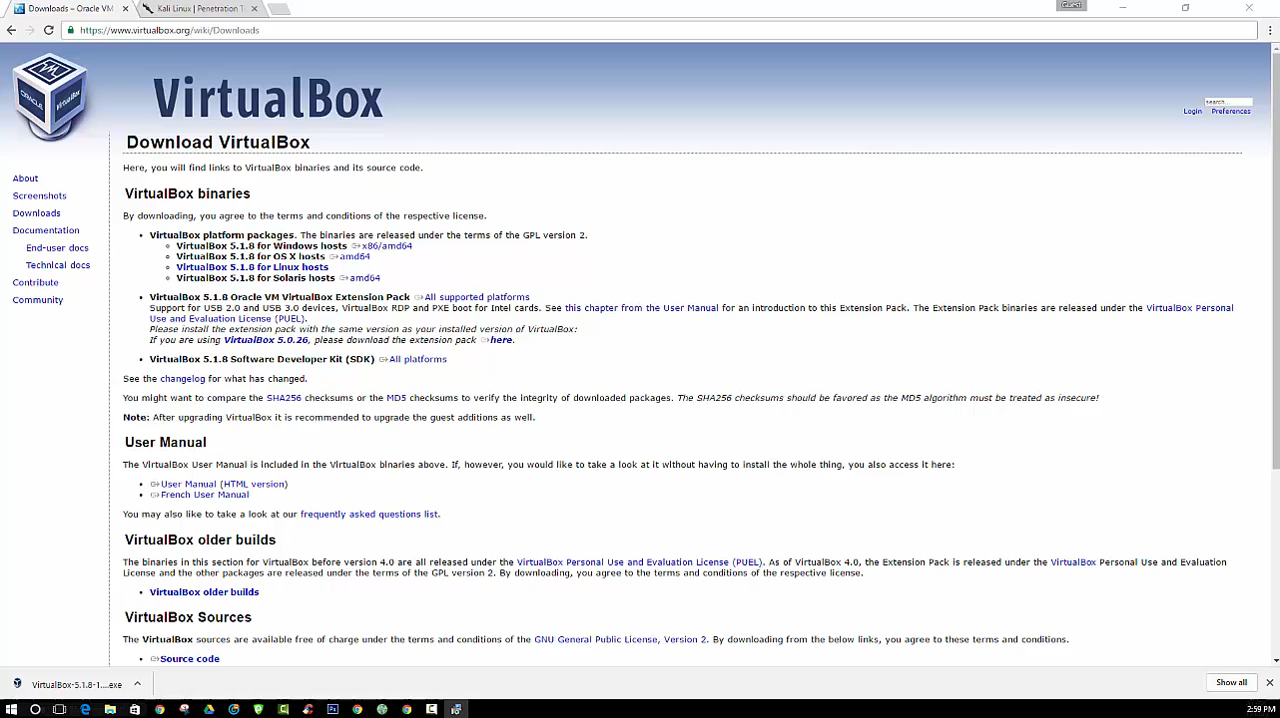 Downloads – Oracle VM
Kali Linux | Penetration T
Guest
https://www.virtualbox.org/wiki/Downloads
VirtualBox
search...
Login Preferences
Download VirtualBox
Here, you will find links to VirtualBox binaries and its source code.
About
Screenshots
Downloads
Documentation
End-user docs
Technical docs
Contribute
Community
VirtualBox binaries
By downloading, you agree to the terms and conditions of the respective license.
VirtualBox platform packages. The binaries are released under the terms of the GPL version 2.
VirtualBox 5.1.8 for Windows hosts x86/amd64
VirtualBox 5.1.8 for OS X hosts amd64
VirtualBox 5.1.8 for Linux hosts
VirtualBox 5.1.8 for Solaris hosts amd64
VirtualBox 5.1.8 Oracle VM VirtualBox Extension Pack All supported platforms
Support for USB 2.0 and USB 3.0 devices, VirtualBox RDP and PXE boot for Intel cards. See this chapter from the User Manual for an introduction to this Extension Pack. The Extension Pack binaries are released under the VirtualBox Personal
Use and Evaluation License (PUEL).
Please install the extension pack with the same version as your installed version of VirtualBox:
If you are using VirtualBox 5.0.26, please download the extension pack here.
VirtualBox 5.1.8 Software Developer Kit (SDK) All platforms
See the changelog for what has changed.
You might want to compare the SHA256 checksums or the MD5 checksums to verify the integrity of downloaded packages. The SHA256 checksums should be favored as the MD5 algorithm must be treated as insecure!
Note: After upgrading VirtualBox it is recommended to upgrade the guest additions as well.
User Manual
The VirtualBox User Manual is included in the VirtualBox binaries above. If, however, you would like to take a look at it without having to install the whole thing, you also access it here:
User Manual (HTML version)
French User Manual
You may also like to take a look at our frequently asked questions list.
VirtualBox older builds
The binaries in this section for VirtualBox before version 4.0 are all released under the VirtualBox Personal Use and Evaluation License (PUEL). As of VirtualBox 4.0, the Extension Pack is released under the VirtualBox Personal Use and Evaluation
License and the other packages are released under the terms of the GPL version 2. By downloading, you agree to the terms and conditions of the respective license.
VirtualBox older builds
VirtualBox Sources
The VirtualBox sources are available free of charge under the terms and conditions of the GNU General Public License, Version 2. By downloading from the below links, you agree to these terms and conditions.
Source code
VirtualBox-5.1.8-1....exe
Show all
2:59 PM